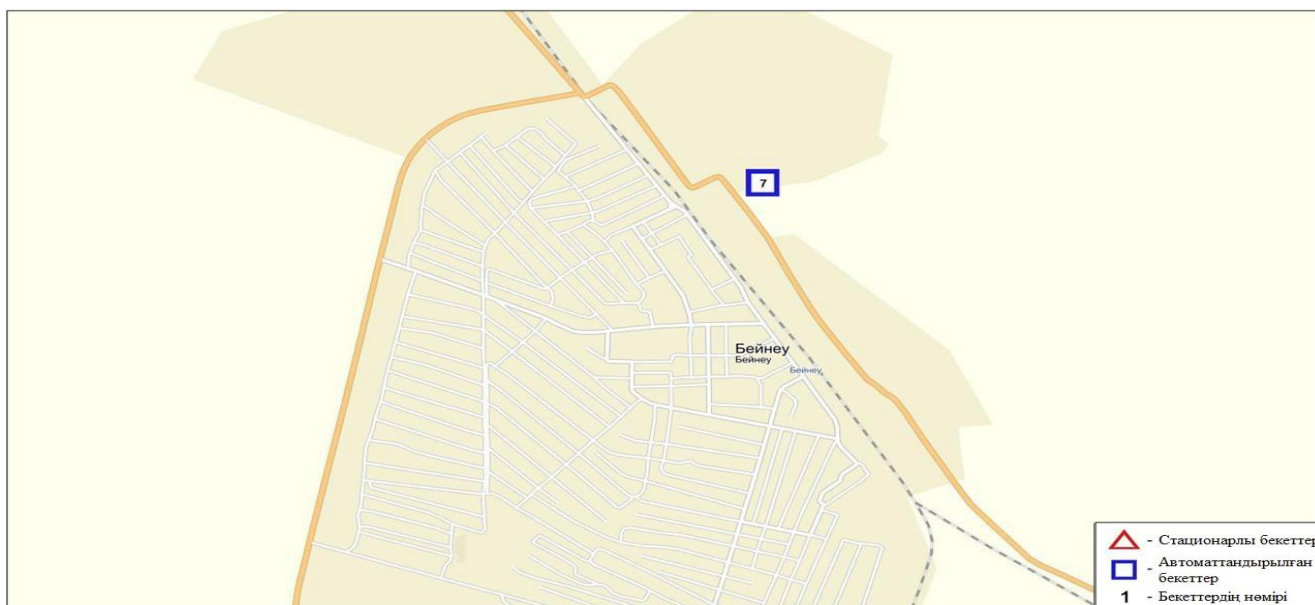 7
Бейнеу
Бейнеу
Бейнеу
- Стационарлы бекеттер
- Автоматтандырылған
бекеттер
1 - Бекеттердің нөмірі